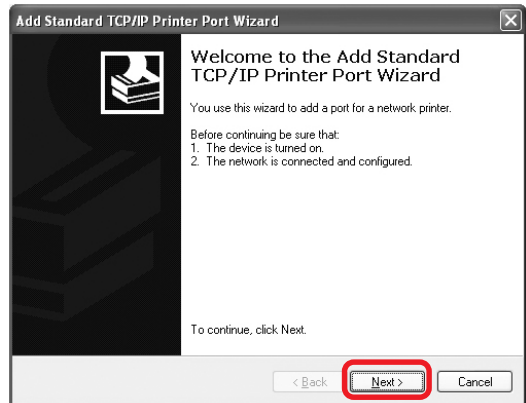 Add Standard TCP/IP Printer Port Wizard
Welcome to the Add Standard
TCP/IP Printer Port Wizard
You use this wizard to add a port for a network printer.
Before continuing be sure that:
1. The device is turned on.
2. The network is connected and configured.
To continue, click Next.
< Back
Next >
Cancel